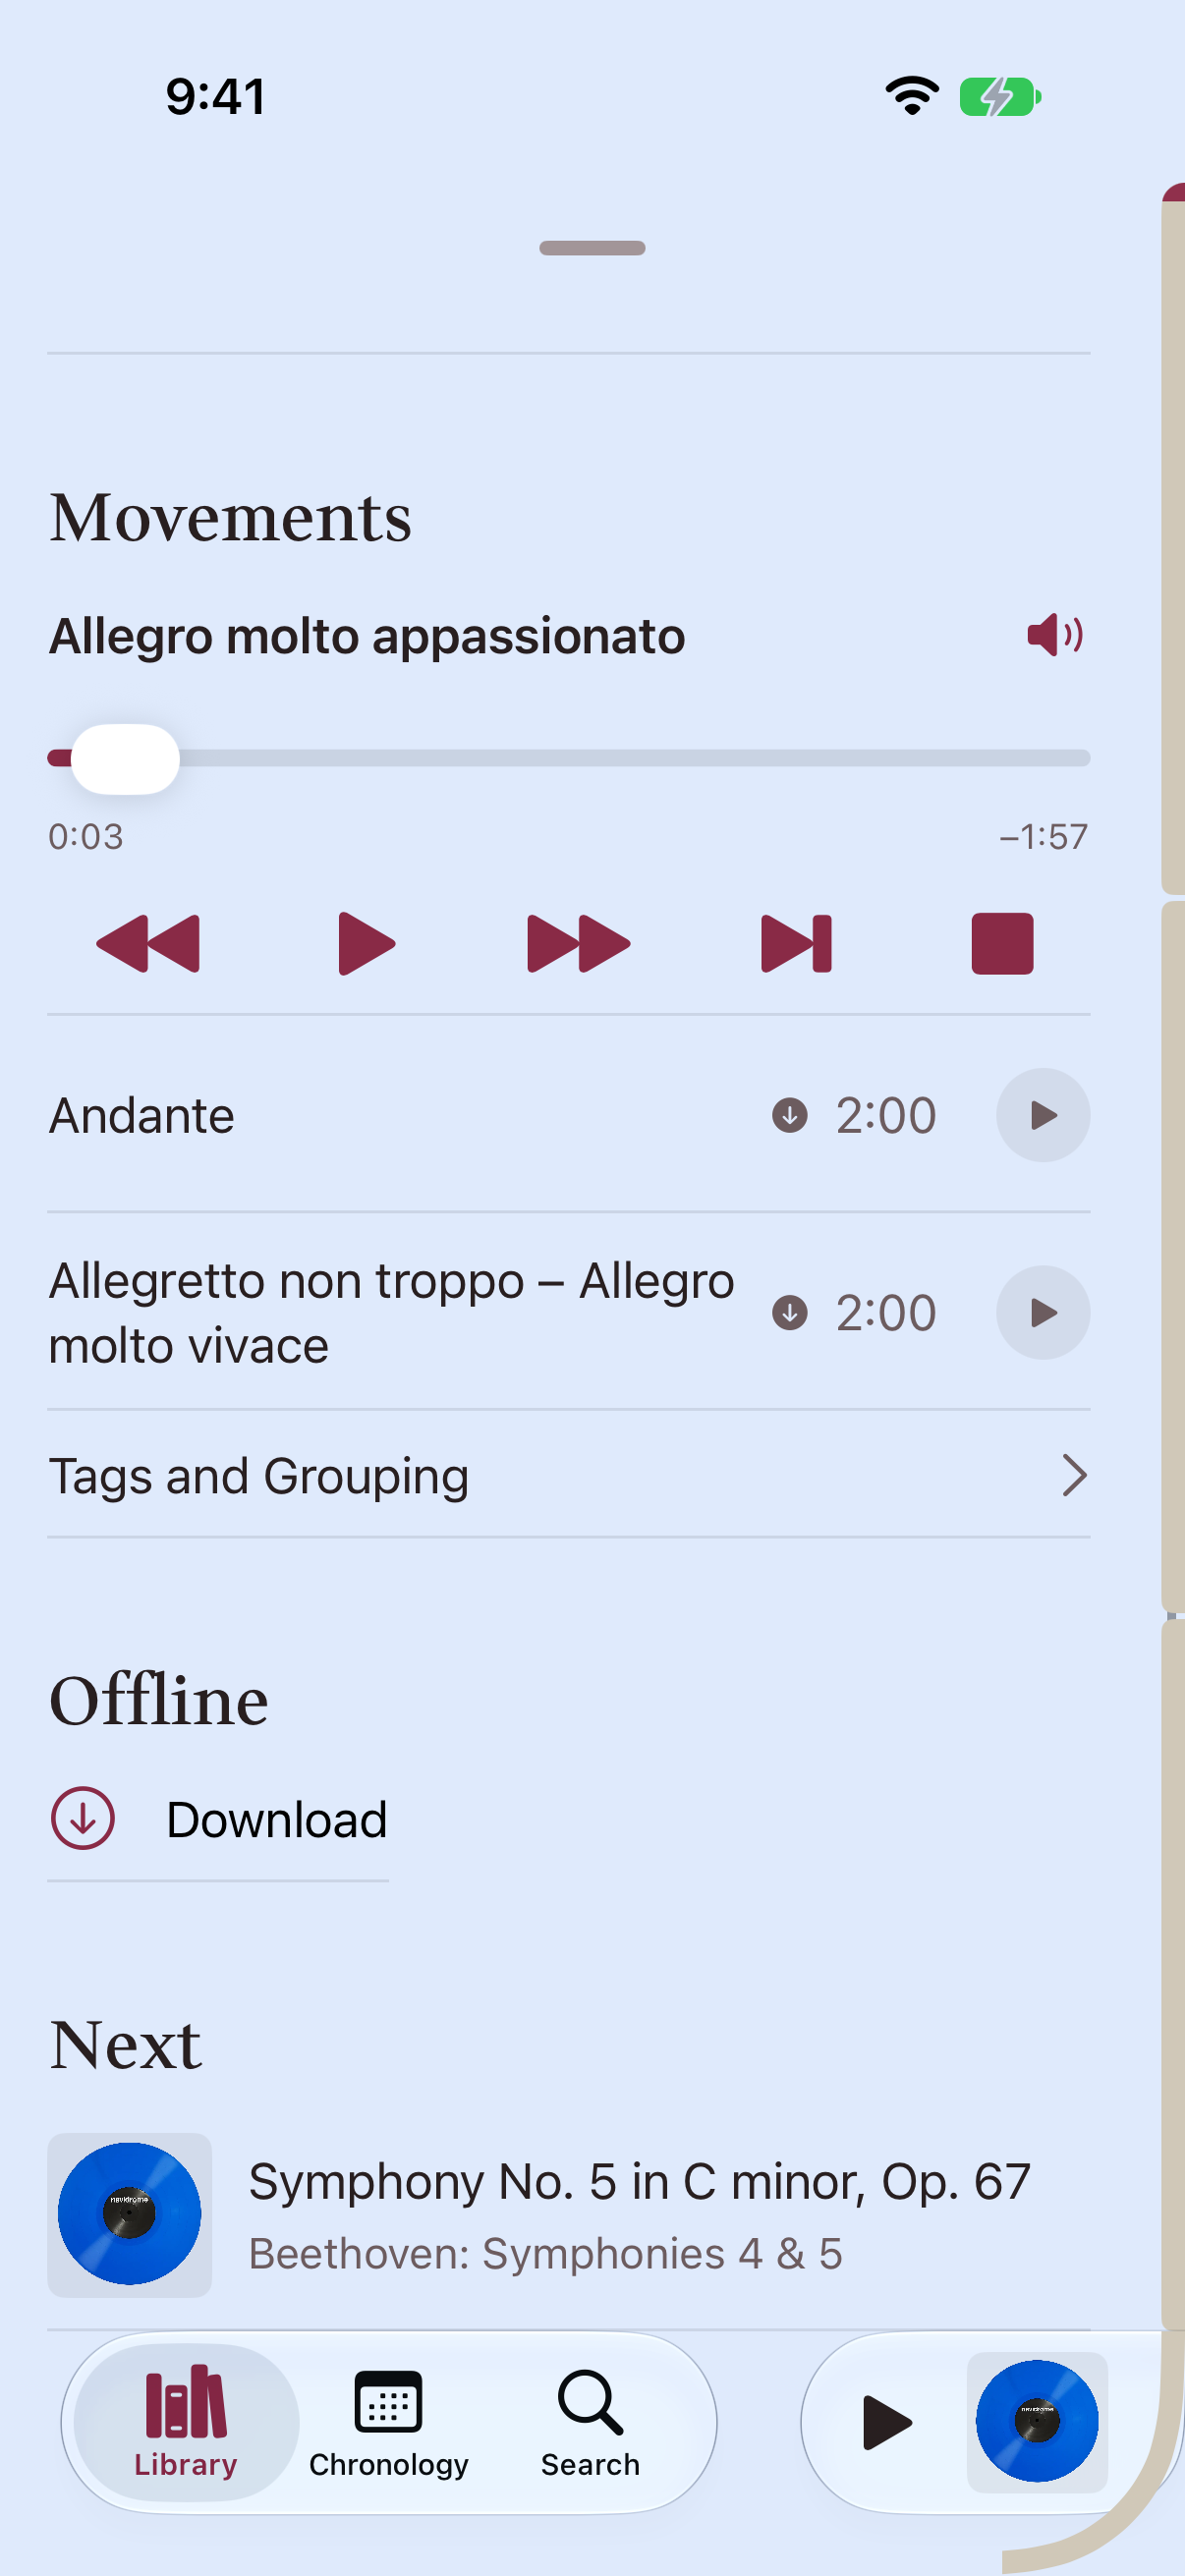 9:41
Movements
Allegro molto appassionato
0:03
–1:57
Andante
2:00
Allegretto non troppo – Allegro
molto vivace
2:00
Tags and Grouping
Offline
Download
Next
navidrome
Symphony No. 5 in C minor, Op. 67
Beethoven: Symphonies 4 & 5
Library
Chronology
Search
navidrome